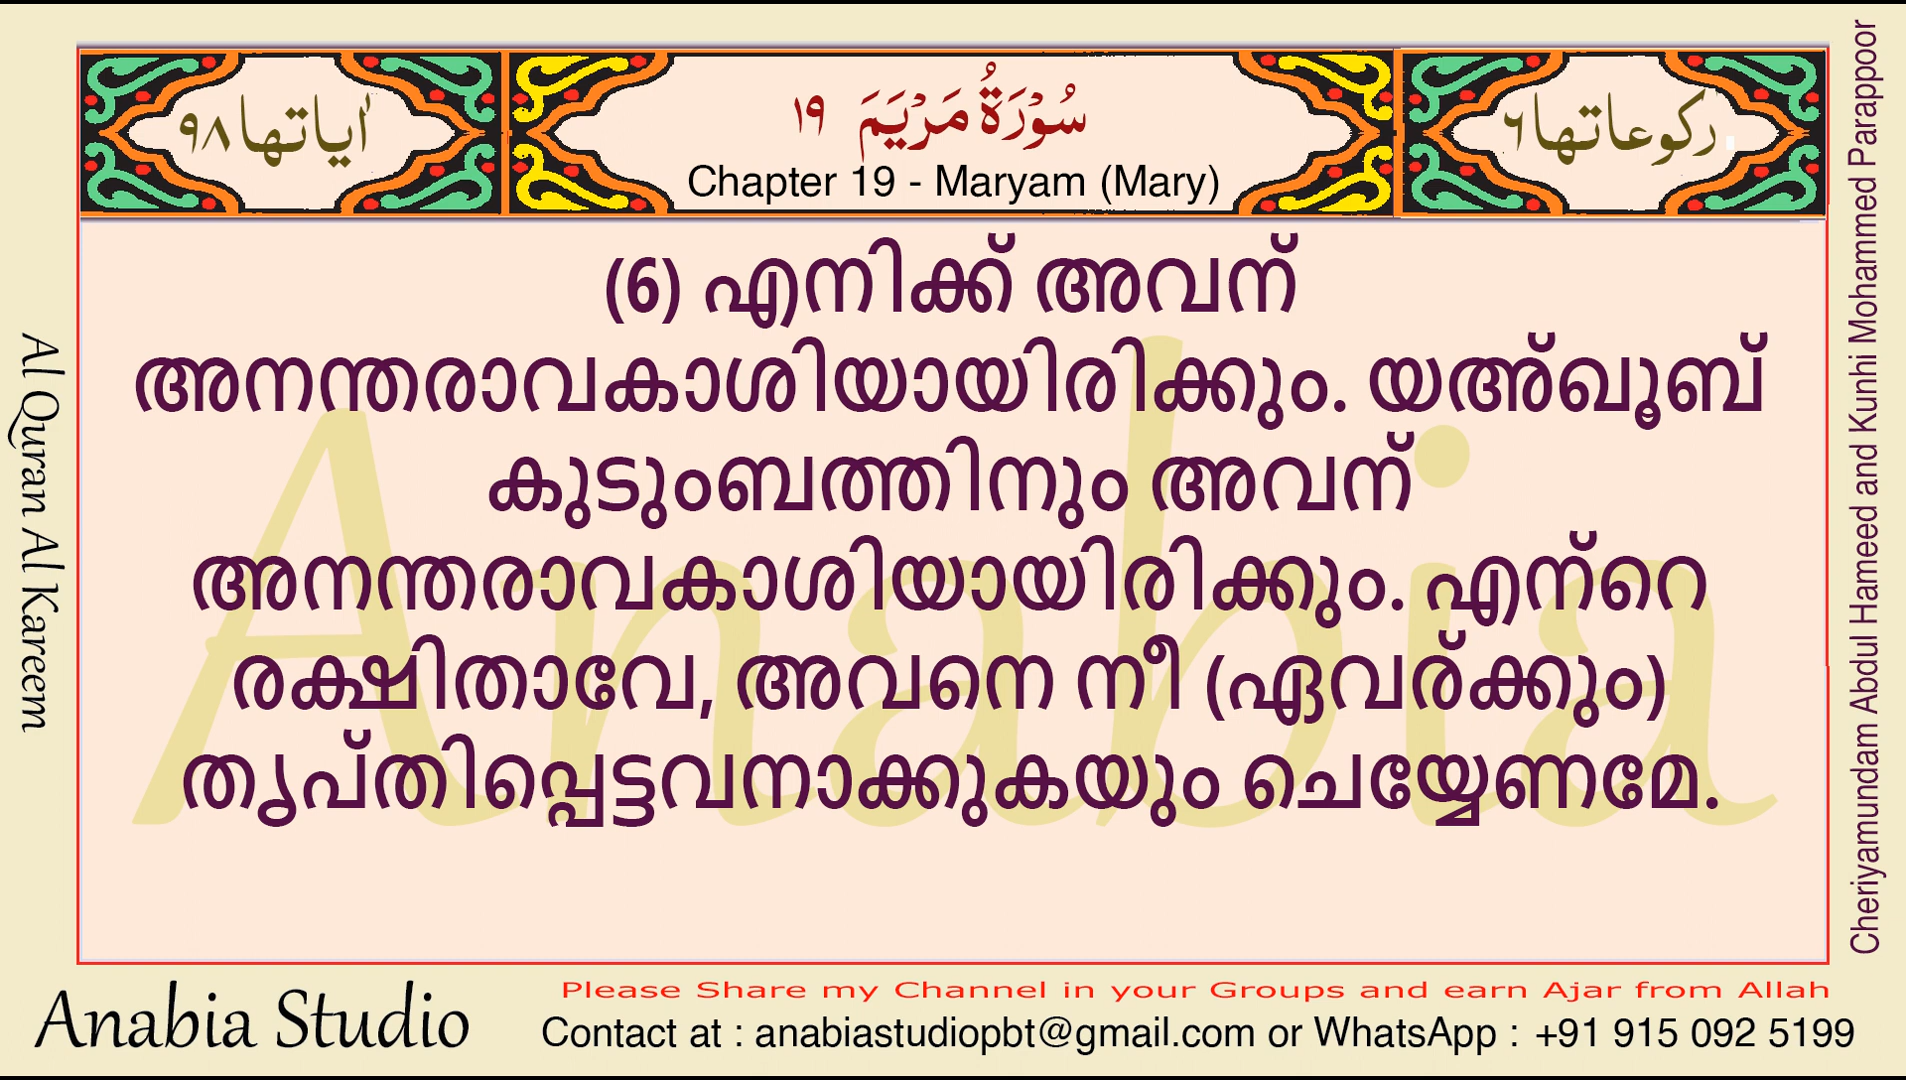 اٰياتها ٩٨
سُوْرَةُ مَرْيَمَ ١٩
ركوعاتها ٦
Chapter 19 - Maryam (Mary)
(6) എനിക്ക് അവന്
അനന്തരാവകാശിയായിരിക്കും. യഅ്ഖൂബ്
കുടുംബത്തിനും അവന്
അനന്തരാവകാശിയായിരിക്കും. എന്റെ
രക്ഷിതാവേ, അവനെ നീ (ഏവര്ക്കും)
തൃപ്തിപ്പെട്ടവനാക്കുകയും ചെയ്യേണമേ.
Anabia
Al Quran Al Kareem
Cheriyamundam Abdul Hameed and Kunhi Mohammed Parappoor
Anabia Studio
Please Share my Channel in your Groups and earn Ajar from Allah
Contact at : anabiastudiopbt@gmail.com or WhatsApp : +91 915 092 5199